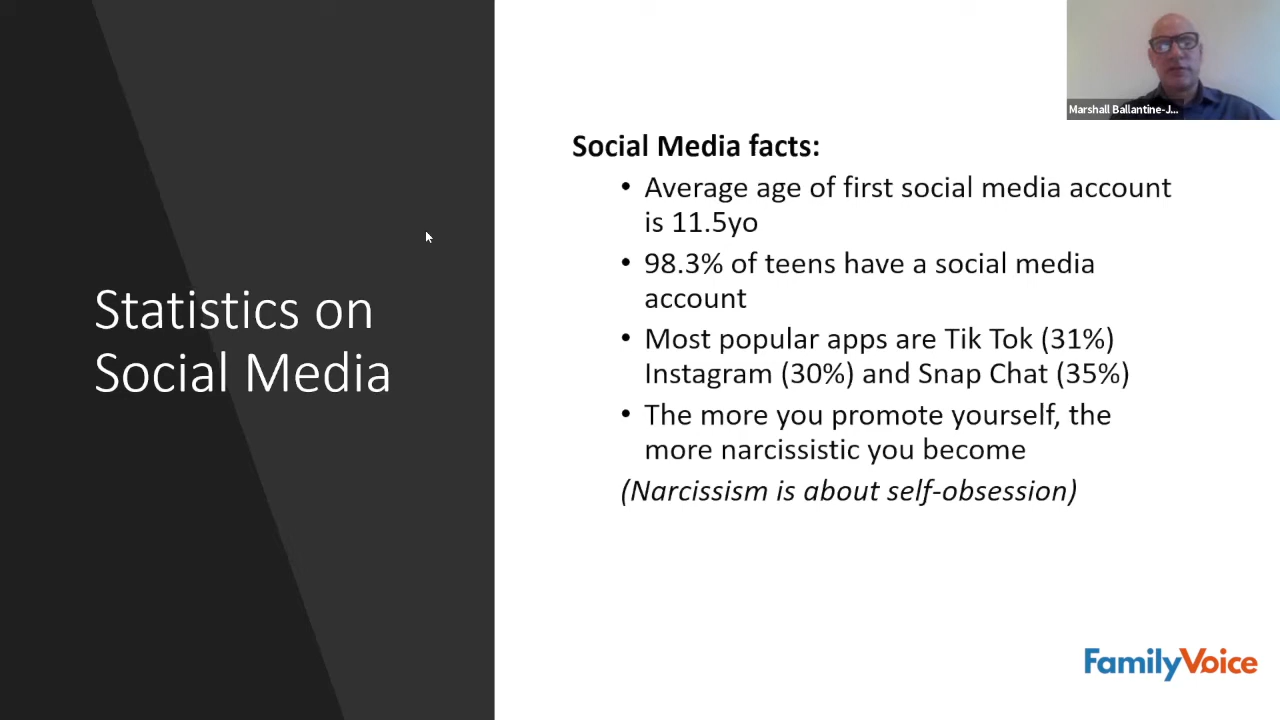 Marshall Ballantine-J...
Social Media facts:
• Average age of first social media account
is 11.5yo
• 98.3% of teens have a social media
account
• Most popular apps are Tik Tok (31%)
Instagram (30%) and Snap Chat (35%)
• The more you promote yourself, the
more narcissistic you become
(Narcissism is about self-obsession)
Statistics on
Social Media
FamilyVoice